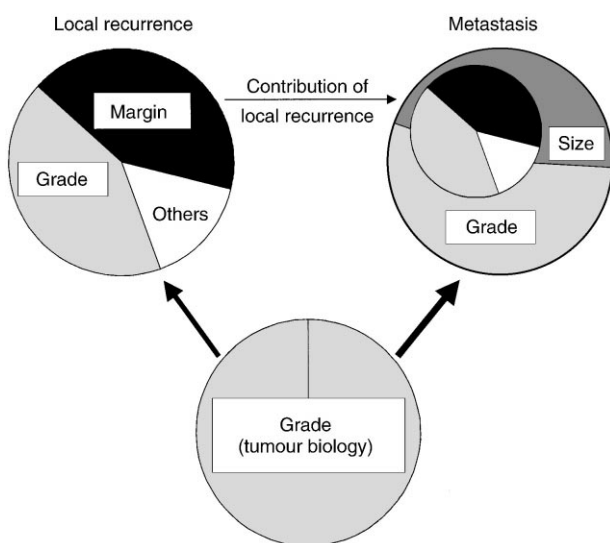 Local recurrence
Metastasis
Margin
Contribution of
local recurrence
Size
Grade
Others
Grade
Grade
(tumour biology)